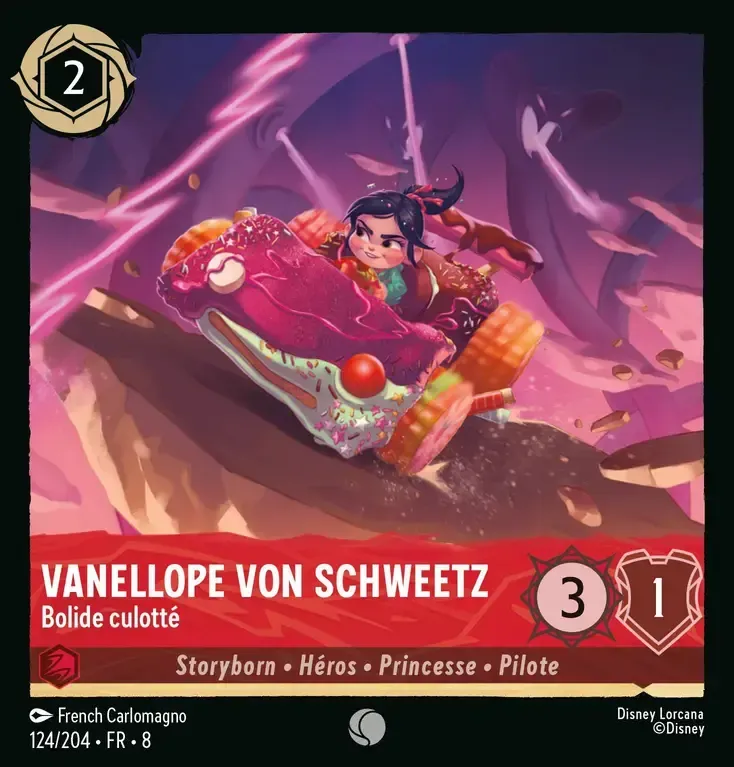 2
VANELLOPE VON SCHWEETZ
Bolide culotté
3
1
Storyborn • Héros • Princesse • Pilote
French Carlomagno
124/204 • FR • 8
Disney Lorcana
©Disney